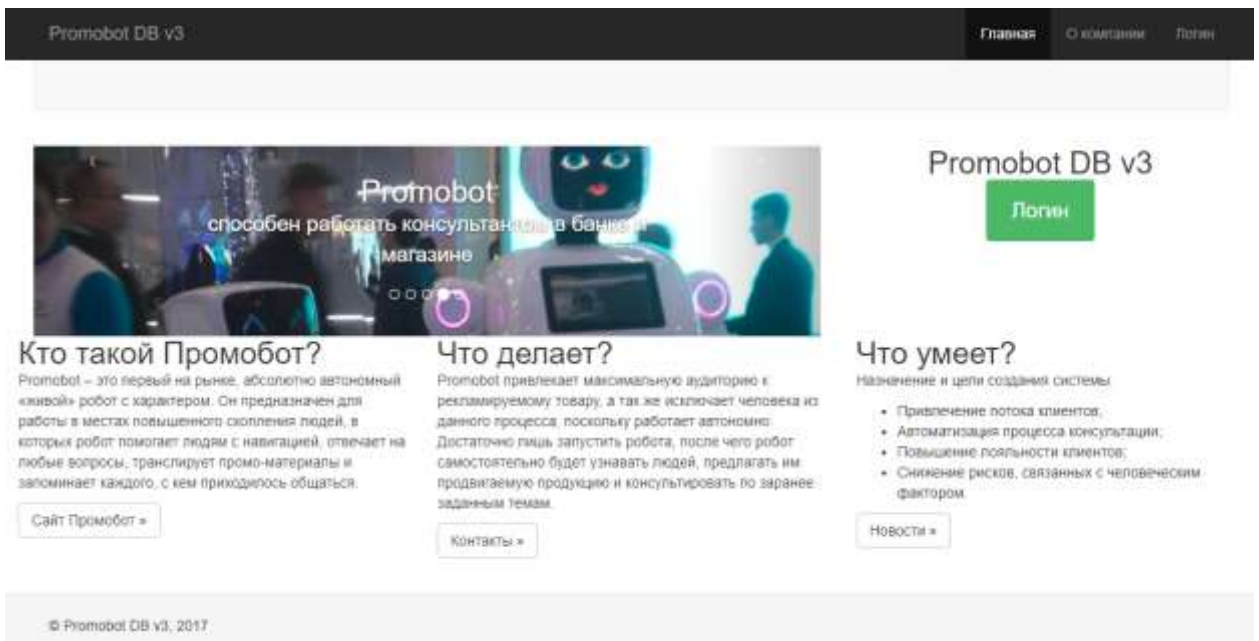 Promobot DB v3
Главная О компании Логин
Promobot
способен работать консультантом в банке и
магазине
Promobot DB v3
Логин
Кто такой Промобот?
Promobot – это первый на рынке, абсолютно автономный
«живой» робот с характером. Он предназначен для
работы в местах повышенного скопления людей, в
которых робот помогает людям с навигацией, отвечает на
любые вопросы, транслирует промо-материалы и
запоминает каждого, с кем приходилось общаться.
Сайт Промобот »
Что делает?
Promobot привлекает максимальную аудиторию к
рекламируемому товару, а так же исключает человека из
данного процесса, поскольку работает автономно.
Достаточно лишь запустить робота, после чего робот
самостоятельно будет узнавать людей, предлагать им
продвигаемую продукцию и консультировать по заранее
заданным темам.
Контакты »
Что умеет?
Назначение и цели создания системы:
Привлечение потока клиентов;
Автоматизация процесса консультации;
Повышение лояльности клиентов;
Снижение рисков, связанных с человеческим
фактором.
Новости »
© Promobot DB v3, 2017